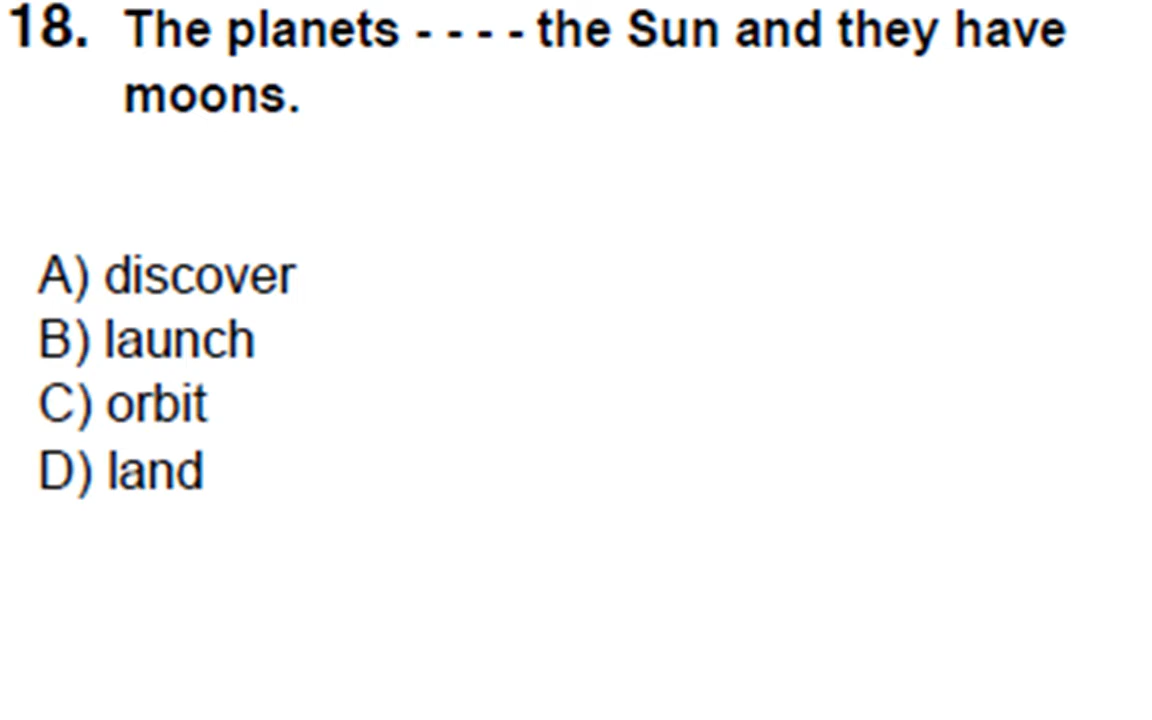 18. The planets - - - - the Sun and they have
moons.
A) discover
B) launch
C) orbit
D) land